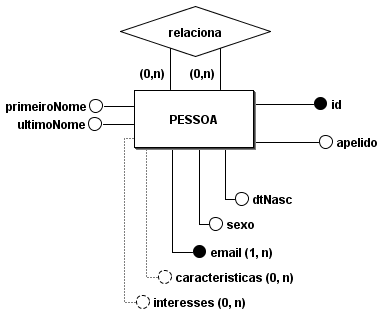 relaciona
(0,n) (0,n)
primeiroNome
id
ultimoNome
PESSOA
apelido
dtNasc
sexo
email (1, n)
caracteristicas (0, n)
interesses (0, n)